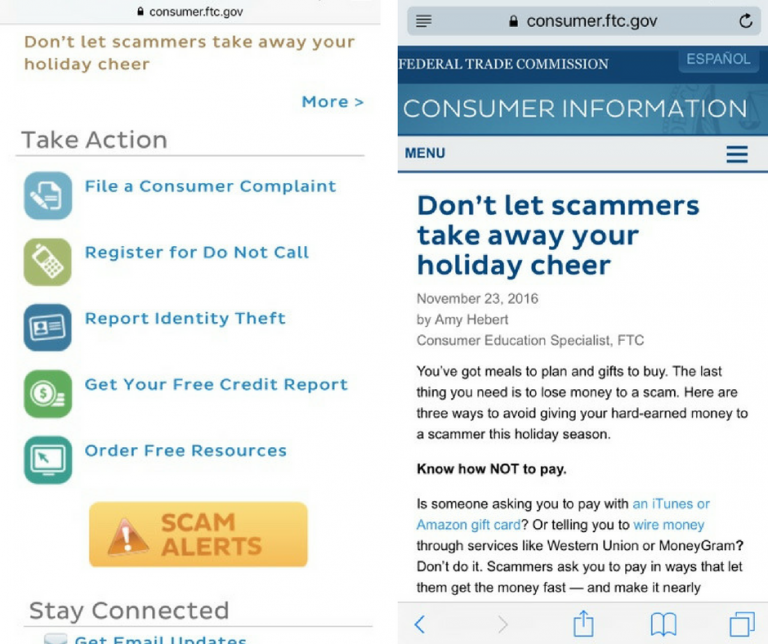 consumer.ftc.gov
Don't let scammers take away your
holiday cheer
More >
Take Action
File a Consumer Complaint
Register for Do Not Call
Report Identity Theft
Get Your Free Credit Report
Order Free Resources
SCAM
ALERTS
Stay Connected
Get Email Updates
consumer.ftc.gov
FEDERAL TRADE COMMISSION
ESPAÑOL
CONSUMER INFORMATION
MENU
Don't let scammers
take away your
holiday cheer
November 23, 2016
by Amy Hebert
Consumer Education Specialist, FTC
You've got meals to plan and gifts to buy. The last
thing you need is to lose money to a scam. Here are
three ways to avoid giving your hard-earned money to
a scammer this holiday season.
Know how NOT to pay.
Is someone asking you to pay with an iTunes or
Amazon gift card? Or telling you to wire money
through services like Western Union or MoneyGram?
Don't do it. Scammers ask you to pay in ways that let
them get the money fast — and make it nearly